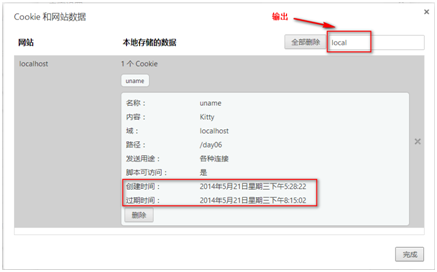 Cookie 和网站数据
输出
网站 本地存储的数据 全部删除 local
localhost 1 个 Cookie
uname
名称： uname
内容： Kitty
域： localhost
路径： /day06
发送用途： 各种连接
脚本可访问： 是
创建时间： 2014年5月21日星期三下午5:28:22
过期时间： 2014年5月21日星期三下午8:15:02
删除
完成